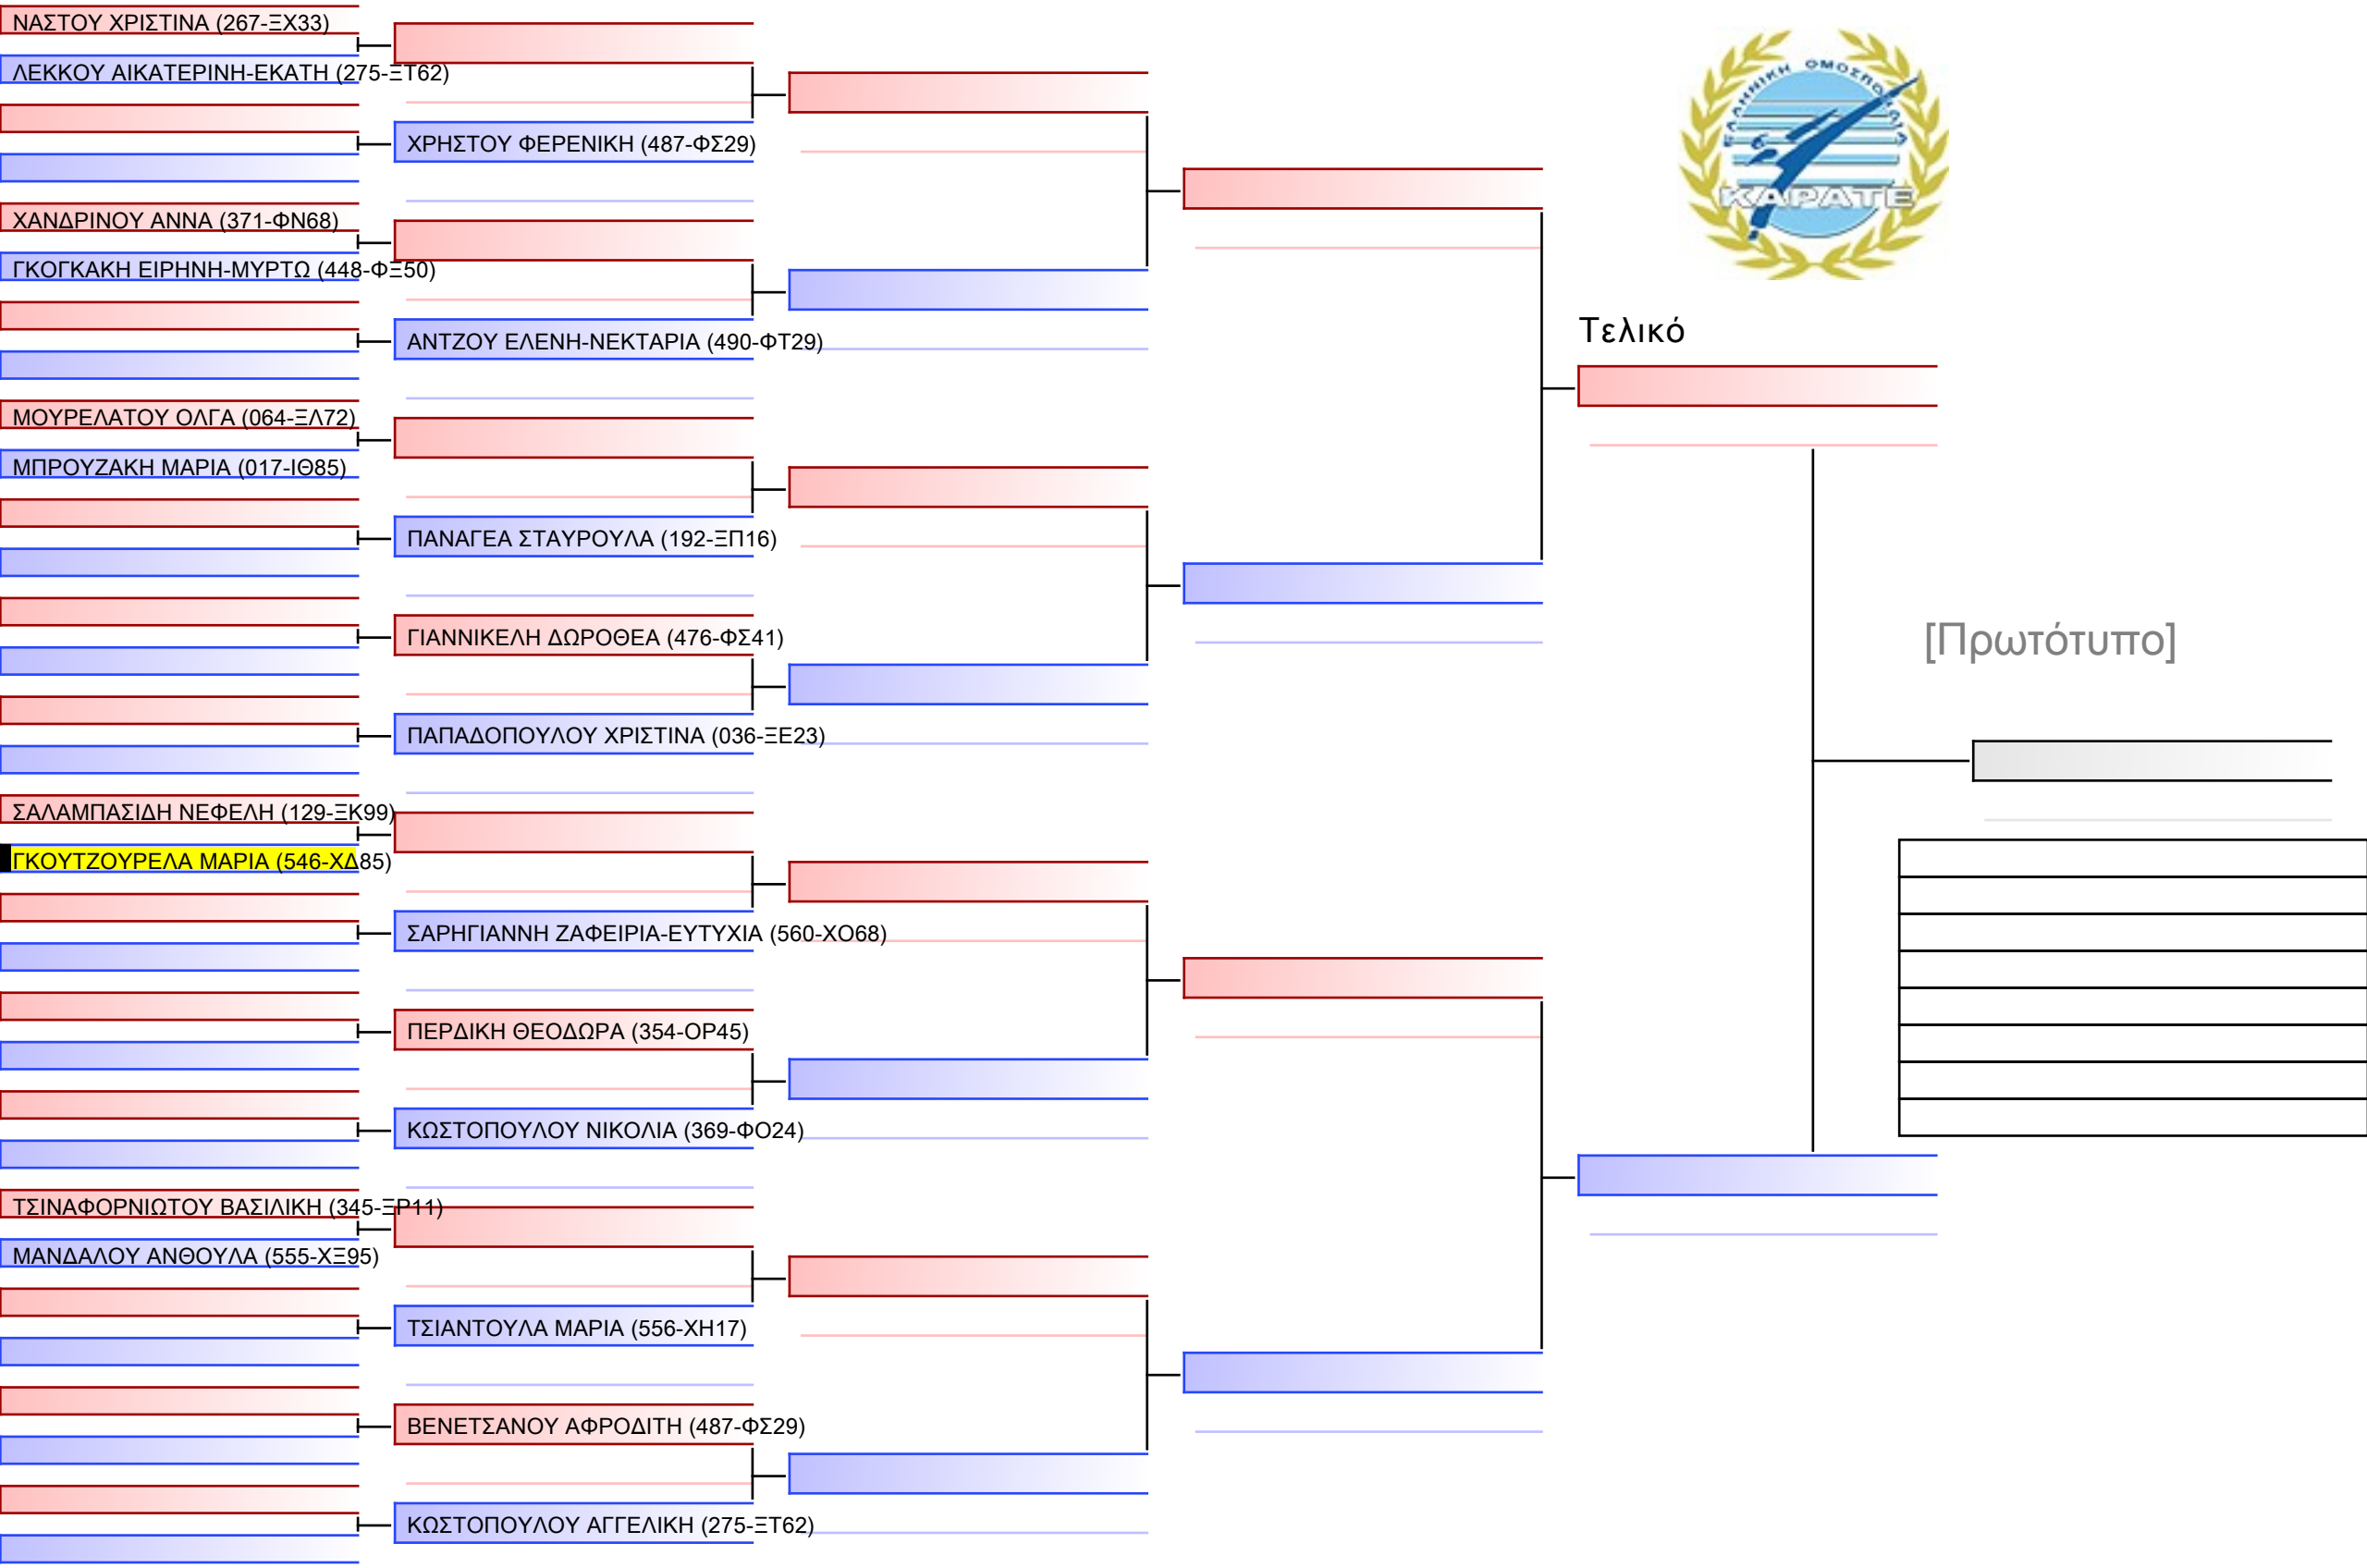 ΝΑΣΤΟΥ ΧΡΙΣΤΙΝΑ (267-ΞΧ33)
ΛΕΚΚΟΥ ΑΙΚΑΤΕΡΙΝΗ-ΕΚΑΤΗ (275-ΞΤ62)
ΧΡΗΣΤΟΥ ΦΕΡΕΝΙΚΗ (487-ΦΣ29)
ΧΑΝΔΡΙΝΟΥ ΑΝΝΑ (371-ΦΝ68)
ΓΚΟΓΚΑΚΗ ΕΙΡΗΝΗ-ΜΥΡΤΩ (448-ΦΞ50)
ΑΝΤΖΟΥ ΕΛΕΝΗ-ΝΕΚΤΑΡΙΑ (490-ΦΤ29)
ΜΟΥΡΕΛΑΤΟΥ ΟΛΓΑ (064-ΞΛ72)
ΜΠΡΟΥΖΑΚΗ ΜΑΡΙΑ (017-ΙΘ85)
ΠΑΝΑΓΕΑ ΣΤΑΥΡΟΥΛΑ (192-ΞΠ16)
ΓΙΑΝΝΙΚΕΛΗ ΔΩΡΟΘΕΑ (476-ΦΣ41)
ΠΑΠΑΔΟΠΟΥΛΟΥ ΧΡΙΣΤΙΝΑ (036-ΞΕ23)
ΣΑΛΑΜΠΑΣΙΔΗ ΝΕΦΕΛΗ (129-ΞΚ99)
ΓΚΟΥΤΖΟΥΡΕΛΑ ΜΑΡΙΑ (546-ΧΔ85)
ΣΑΡΗΓΙΑΝΝΗ ΖΑΦΕΙΡΙΑ-ΕΥΤΥΧΙΑ (560-ΧΟ68)
ΠΕΡΔΙΚΗ ΘΕΟΔΩΡΑ (354-ΟΡ45)
ΚΩΣΤΟΠΟΥΛΟΥ ΝΙΚΟΛΙΑ (369-ΦΟ24)
ΤΣΙΝΑΦΟΡΝΙΩΤΟΥ ΒΑΣΙΛΙΚΗ (345-ΞΡ11)
ΜΑΝΔΑΛΟΥ ΑΝΘΟΥΛΑ (555-ΧΞ95)
ΤΣΙΑΝΤΟΥΛΑ ΜΑΡΙΑ (556-ΧΗ17)
ΒΕΝΕΤΣΑΝΟΥ ΑΦΡΟΔΙΤΗ (487-ΦΣ29)
ΚΩΣΤΟΠΟΥΛΟΥ ΑΓΓΕΛΙΚΗ (275-ΞΤ62)
ΕΛΛΗΝΙΚΗ ΟΜΟΣΠΟΝΔΙΑ
ΚΑΡΑΤΕ
Τελικό
[Πρωτότυπο]